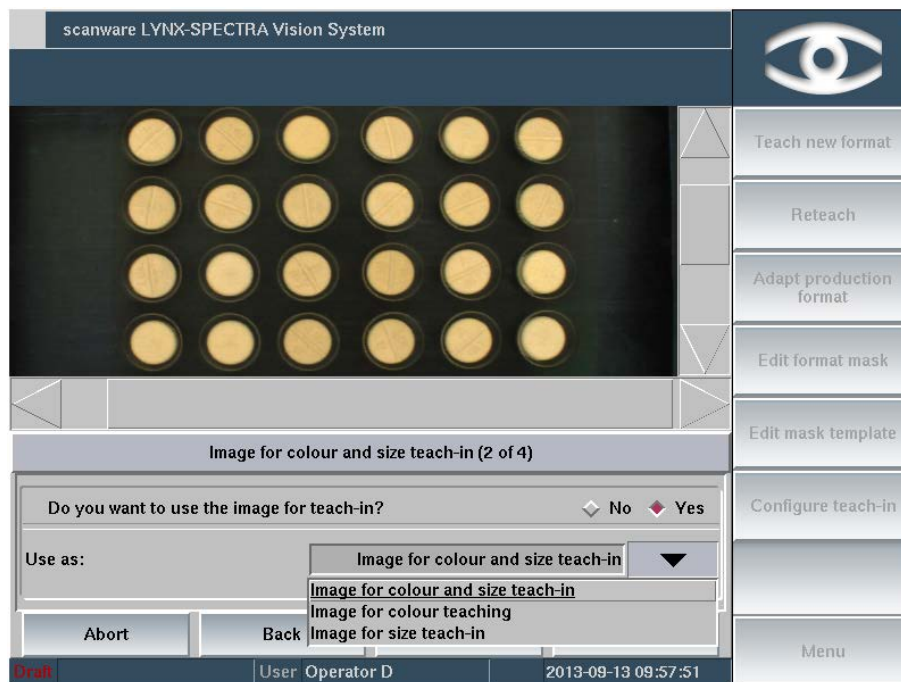 scanware LYNX-SPECTRA Vision System
Teach new format
Reteach
Adapt production
format
Edit format mask
Edit mask template
Configure teach-in
Menu
Image for colour and size teach-in (2 of 4)
Do you want to use the image for teach-in? No Yes
Use as: Image for colour and size teach-in
Image for colour and size teach-in
Image for colour teaching
Image for size teach-in
Abort Back
Draft User Operator D 2013-09-13 09:57:51